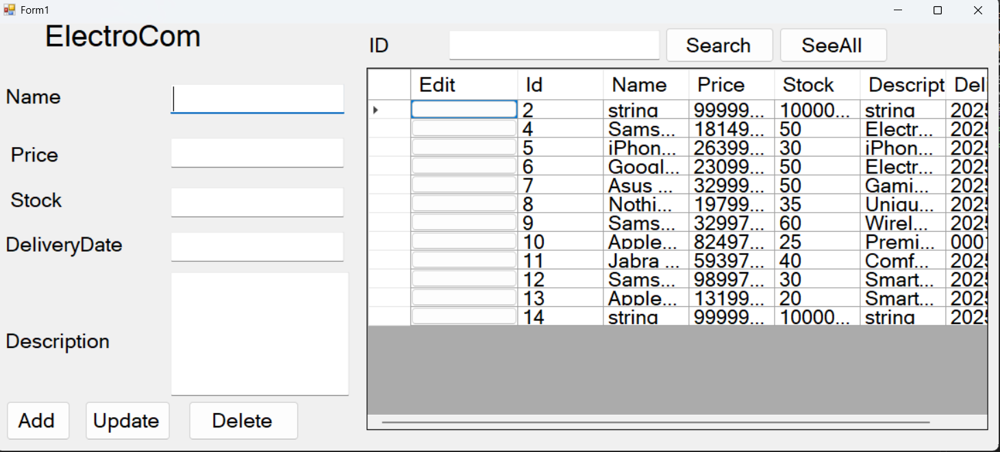 Form1
ElectroCom
Name
Price
Stock
DeliveryDate
Description
Add Update Delete
ID Search SeeAll
Edit Id Name Price Stock Descript Del
2 string 99999... 10000... string 2025
4 Sams... 18149... 50 Electr... 2025
5 iPhon... 26399... 30 iPhon... 2025
6 Googl... 23099... 50 Electr... 2025
7 Asus ... 32999... 50 Gami... 2025
8 Nothi... 19799... 35 Uniqu... 2025
9 Sams... 32997... 60 Wirel... 2025
10 Apple... 82497... 25 Premi... 0001
11 Jabra ... 59397... 40 Comf... 2025
12 Sams... 98997... 30 Smart... 2025
13 Apple... 13199... 20 Smart... 2025
14 string 99999... 10000... string 2025